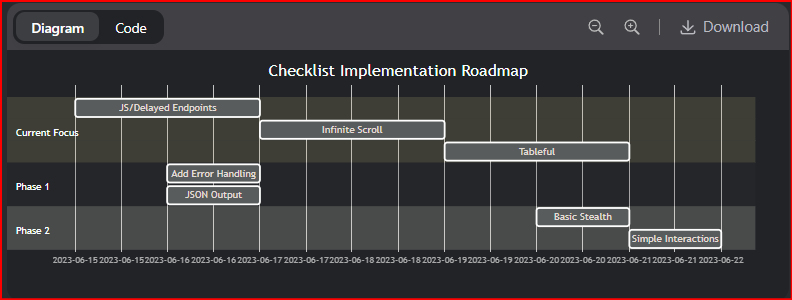 Diagram Code Download
Checklist Implementation Roadmap
JS/Delayed Endpoints
Infinite Scroll
Current Focus
Tableful
Add Error Handling
Phase 1
JSON Output
Basic Stealth
Phase 2
Simple Interactions
2023-06-15 2023-06-15 2023-06-16 2023-06-16 2023-06-17 2023-06-17 2023-06-18 2023-06-18 2023-06-19 2023-06-19 2023-06-20 2023-06-20 2023-06-21 2023-06-21 2023-06-22